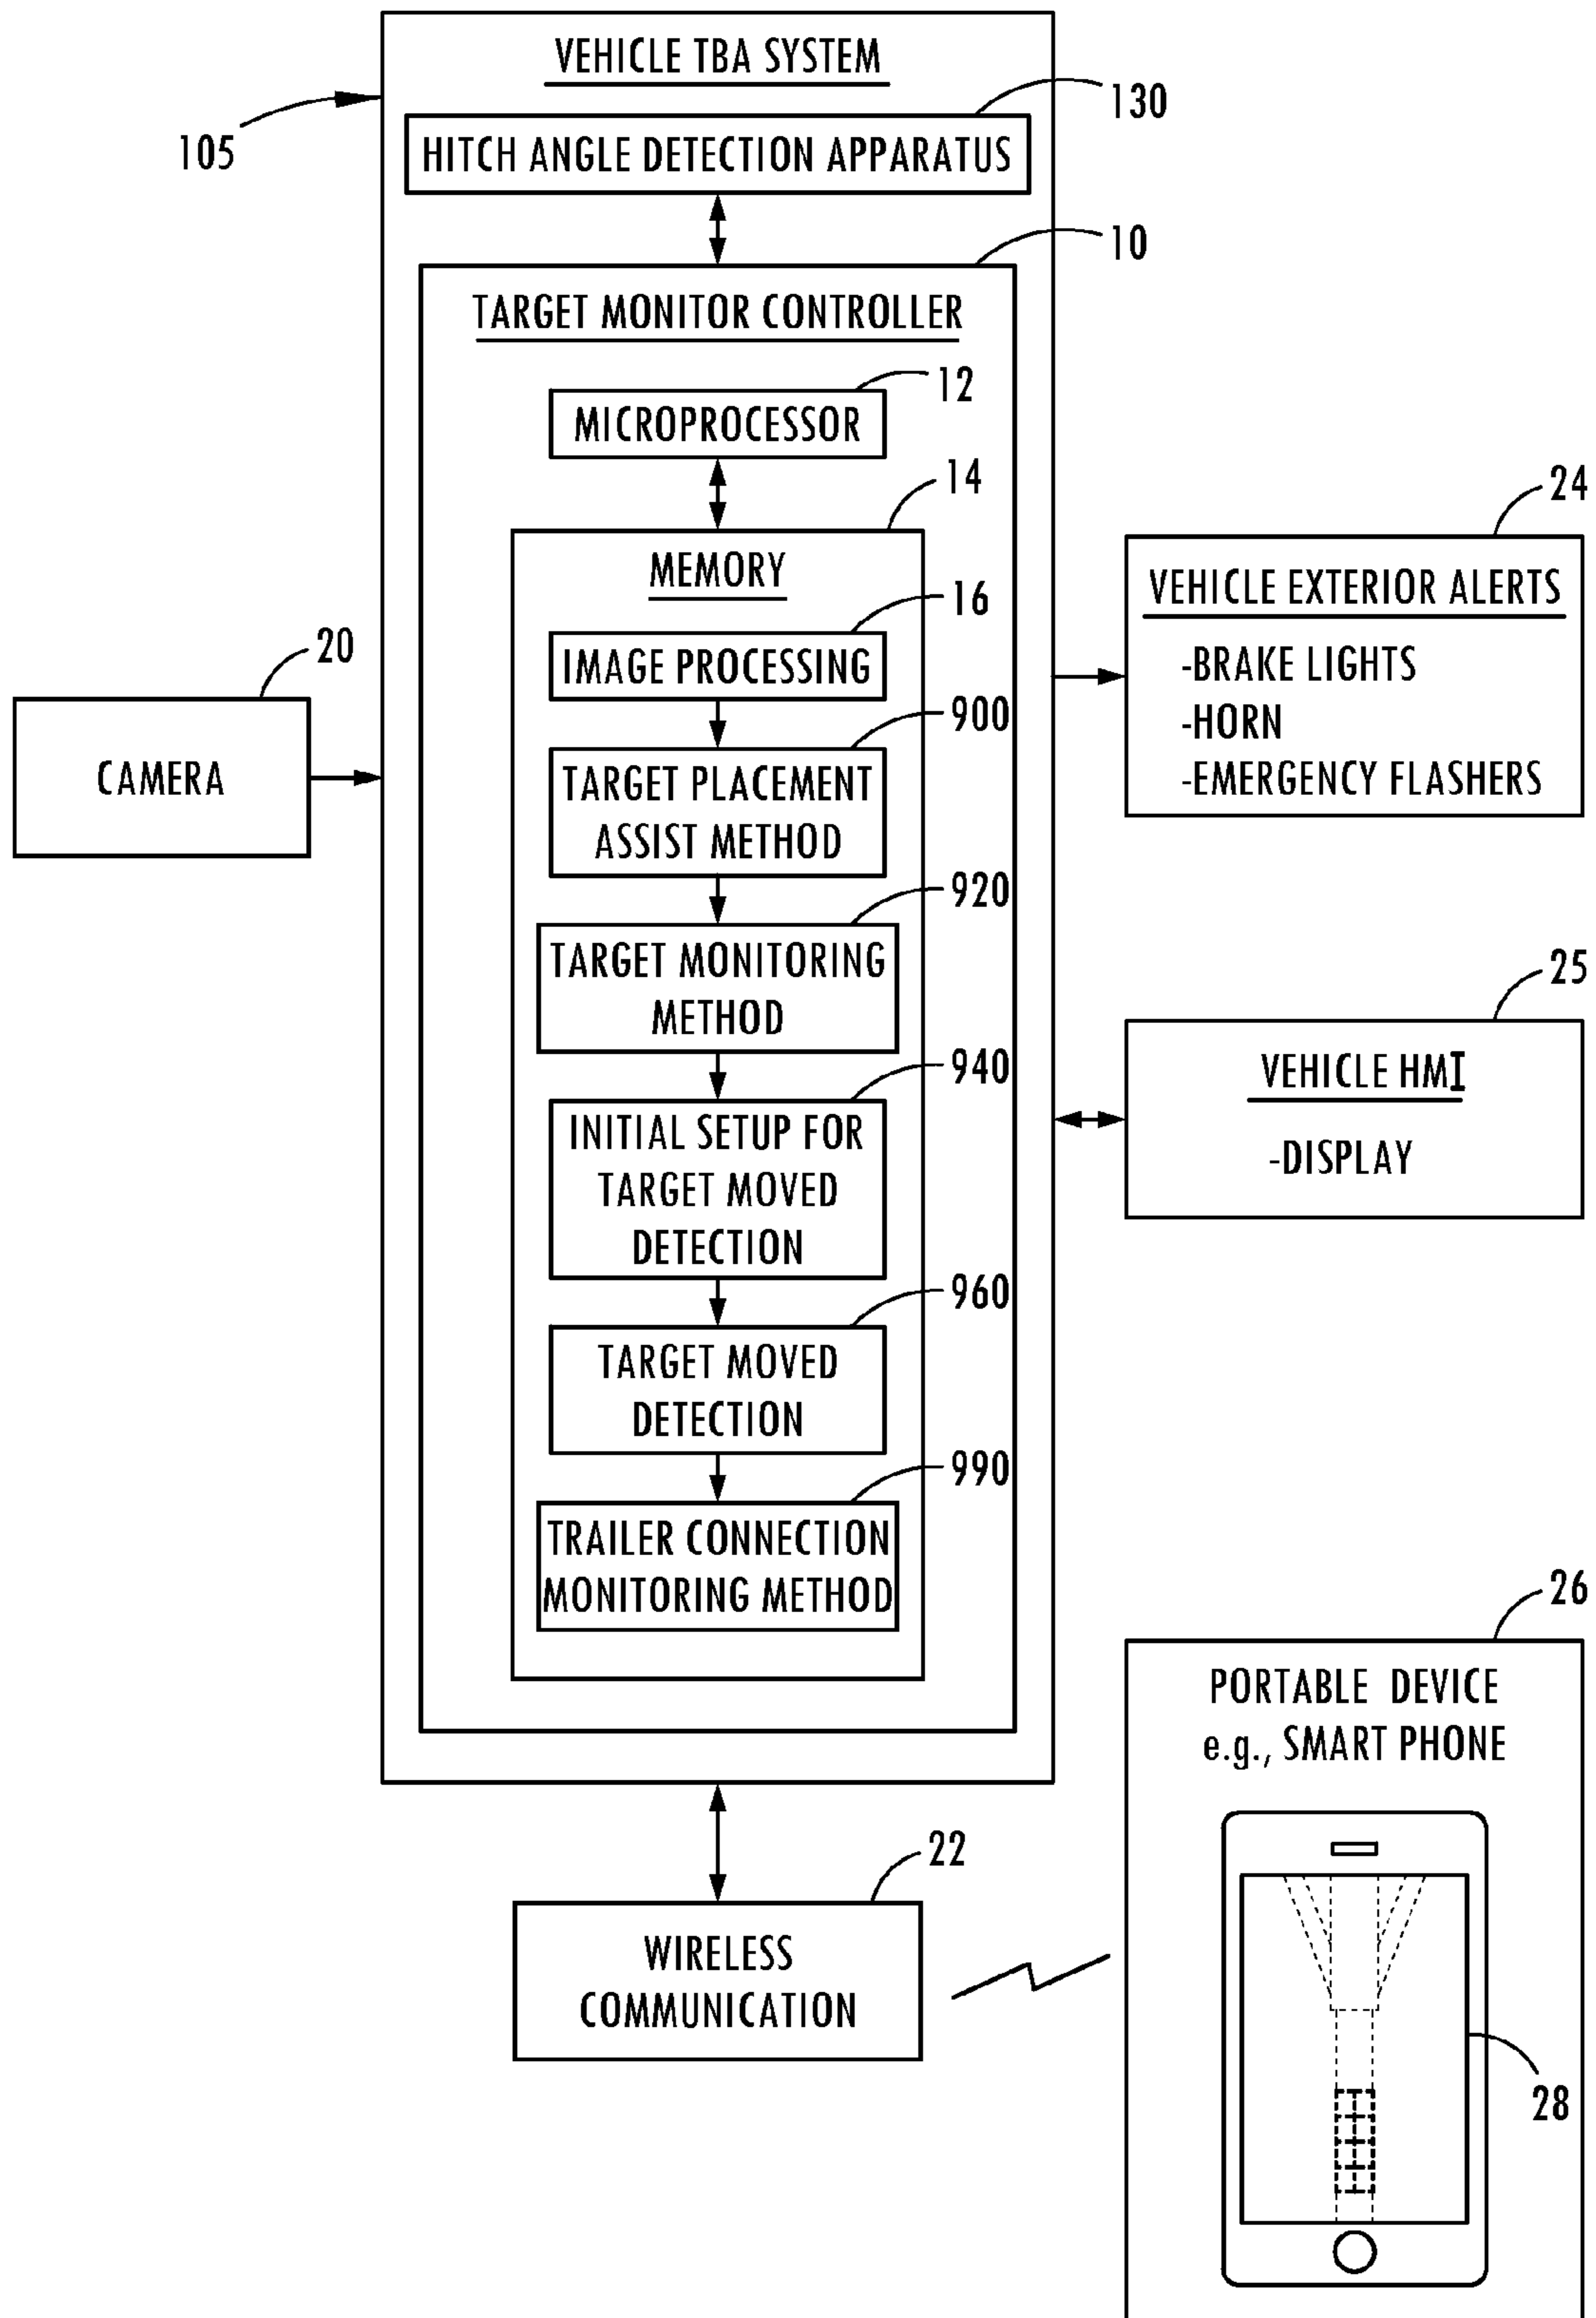 VEHICLE TBA SYSTEM
130
105
HITCH ANGLE DETECTION APPARATUS
10
TARGET MONITOR CONTROLLER
12
MICROPROCESSOR
14
MEMORY
16
IMAGE PROCESSING
900
TARGET PLACEMENT
ASSIST METHOD
920
TARGET MONITORING
METHOD
940
INITIAL SETUP FOR
TARGET MOVED
DETECTION
960
TARGET MOVED
DETECTION
990
TRAILER CONNECTION
MONITORING METHOD
20
CAMERA
24
VEHICLE EXTERIOR ALERTS
-BRAKE LIGHTS
-HORN
-EMERGENCY FLASHERS
25
VEHICLE HMI
-DISPLAY
22
WIRELESS
COMMUNICATION
26
PORTABLE DEVICE
e.g., SMART PHONE
28